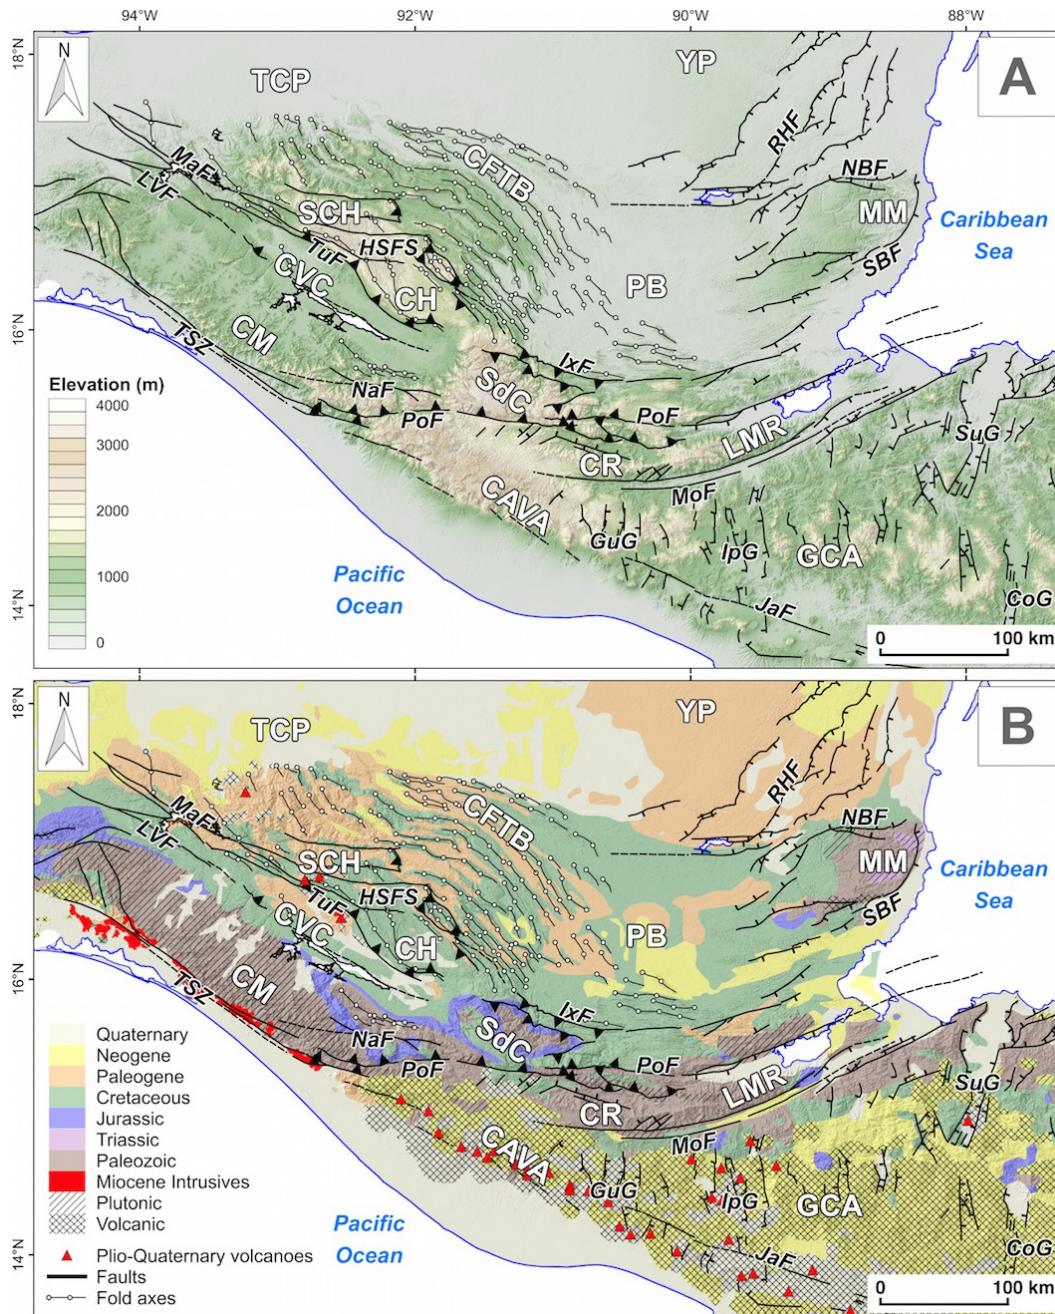 94°W
92°W
90°W
88°W
18°N
N
A
TCP
YP
RHF
MaF
LVF
CFTB
NBF
SCH
MM
Caribbean
Sea
TuF
HSFS
SBF
CVC
CH
PB
16°N
TSZ
CM
IxF
SdC
NaF
PoF
PoF
LMR
SuG
CR
MoF
CAVA
GuG
IpG
GCA
JaF
CoG
Elevation (m)
4000
3000
2000
1000
0
Pacific
Ocean
14°N
0
100 km
18°N
N
B
TCP
YP
RHF
MaF
LVF
CFTB
NBF
SCH
MM
Caribbean
Sea
TuF
HSFS
SBF
CVC
CH
PB
16°N
TSZ
CM
IxF
SdC
NaF
PoF
PoF
LMR
SuG
CR
MoF
CAVA
GuG
IpG
GCA
JaF
CoG
Quaternary
Neogene
Paleogene
Cretaceous
Jurassic
Triassic
Paleozoic
Miocene Intrusives
Plutonic
Volcanic
Plio-Quaternary volcanoes
Faults
Fold axes
Pacific
Ocean
14°N
0
100 km